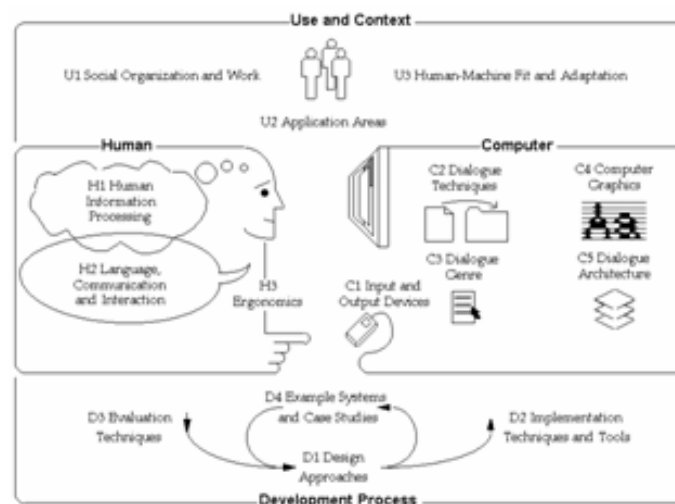 Use and Context
U1 Social Organization and Work
U3 Human-Machine Fit and Adaptation
U2 Application Areas
Human
H1 Human
Information
Processing
H2 Language,
Communication
and Interaction
H3
Ergonomics
Computer
C2 Dialogue
Techniques
C4 Computer
Graphics
Aa
C3 Dialogue
Genre
C5 Dialogue
Architecture
C1 Input and
Output Devices
D3 Evaluation
Techniques
D4 Example Systems
and Case Studies
D2 Implementation
Techniques and Tools
D1 Design
Approaches
Development Process